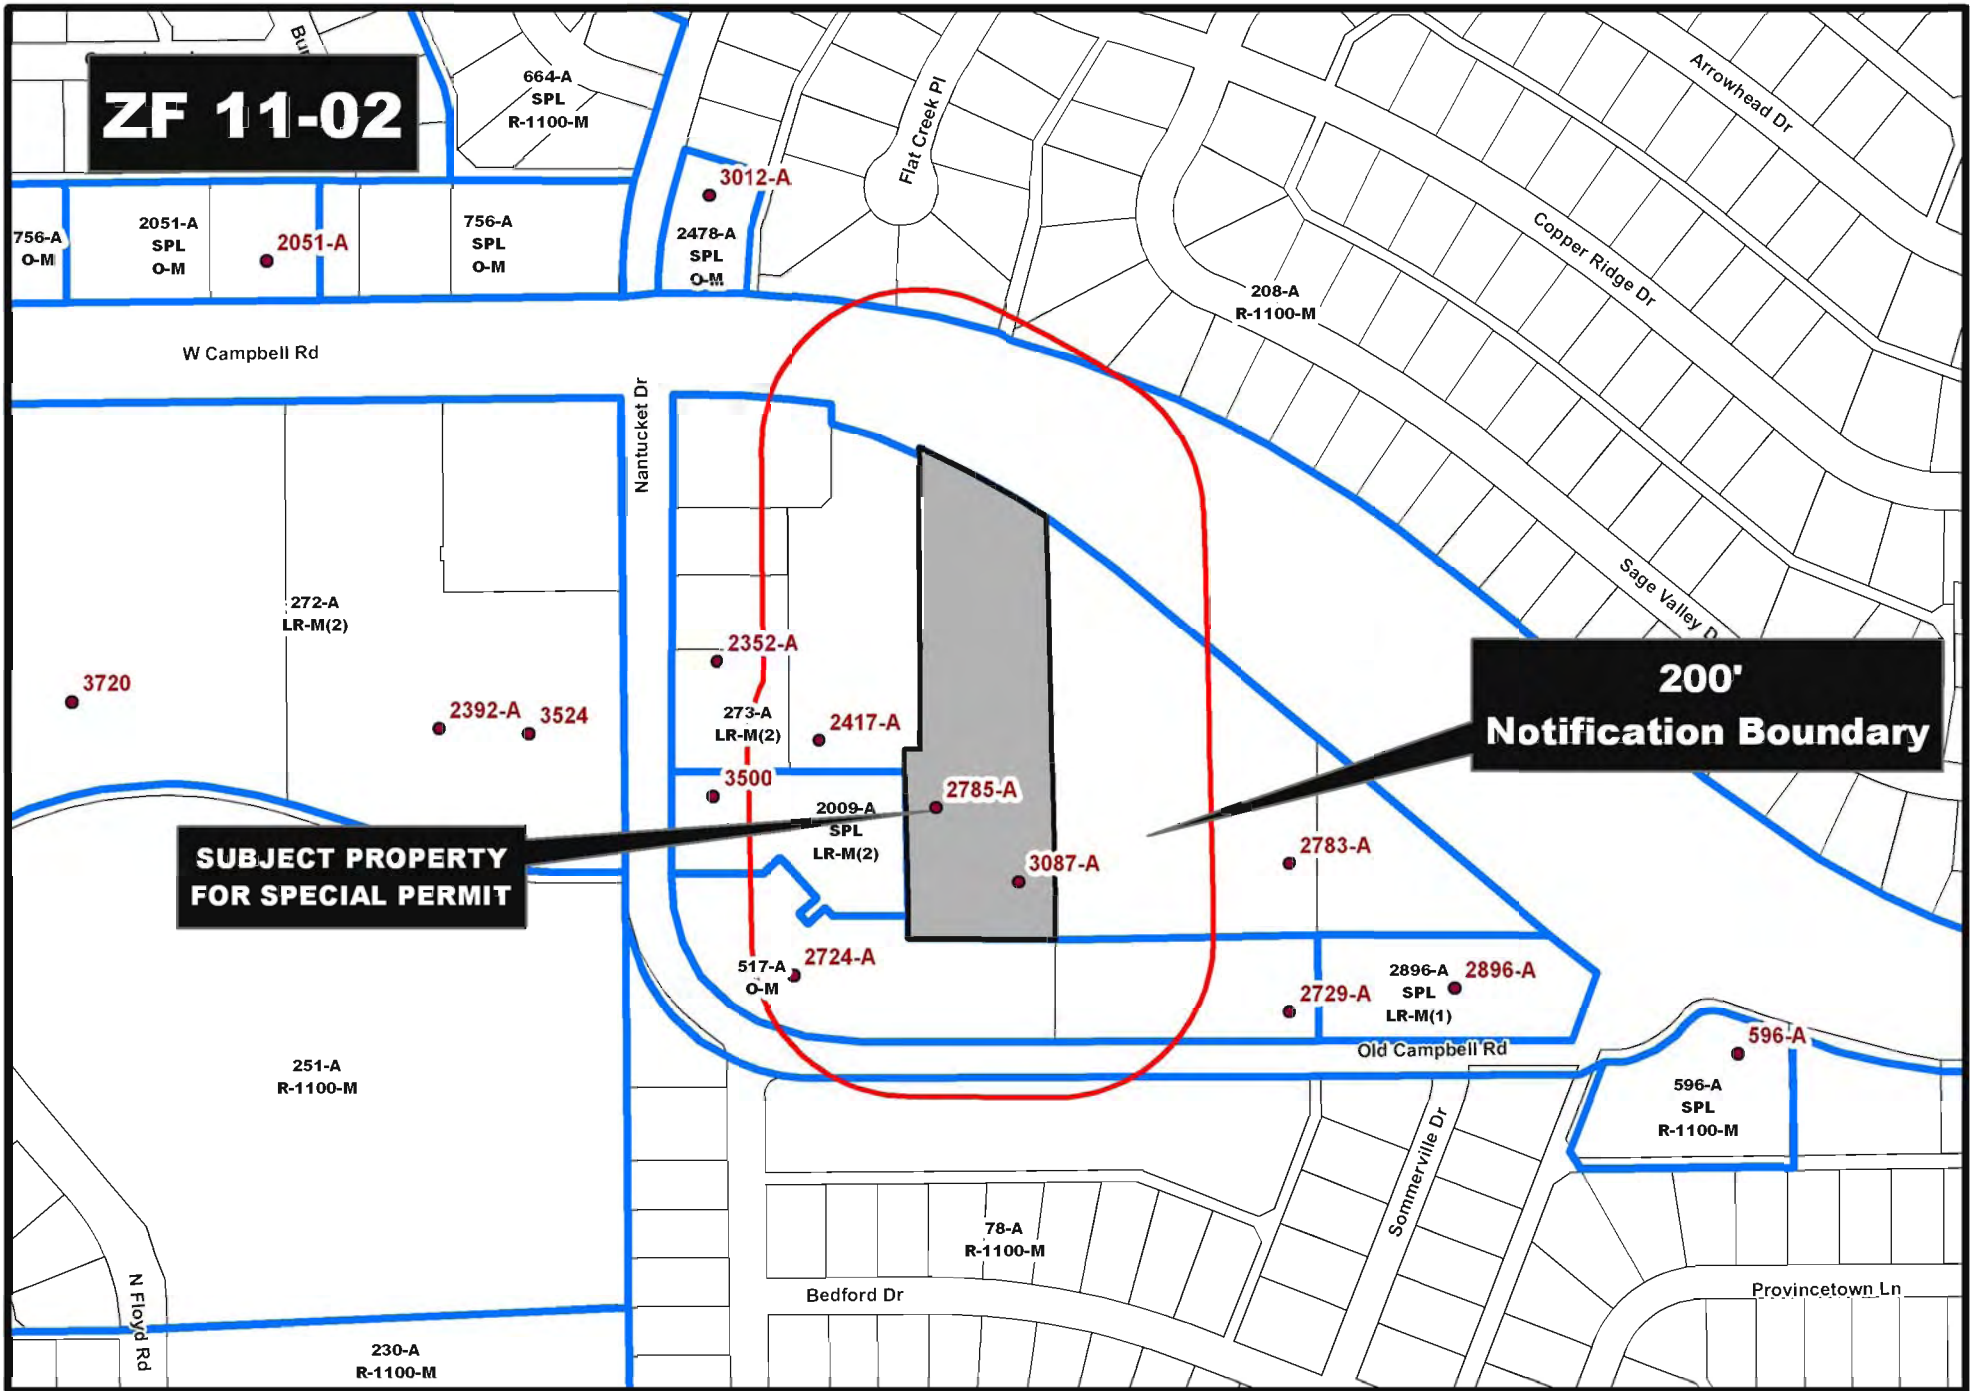 ZF 11-02
664-A
SPL
R-1100-M
Flat Creek Pl
Arrowhead Dr
3012-A
756-A
O-M
2051-A
SPL
O-M
2051-A
756-A
SPL
O-M
2478-A
SPL
O-M
Copper Ridge Dr
208-A
R-1100-M
W Campbell Rd
Nantucket Dr
Sage Valley D
272-A
LR-M(2)
2352-A
200'
Notification Boundary
3720
2392-A
3524
273-A
LR-M(2)
2417-A
3500
2785-A
2009-A
SPL
LR-M(2)
SUBJECT PROPERTY
FOR SPECIAL PERMIT
3087-A
2783-A
517-A
O-M
2724-A
2729-A
2896-A
SPL
LR-M(1)
2896-A
Old Campbell Rd
596-A
596-A
SPL
R-1100-M
251-A
R-1100-M
Sommerville Dr
78-A
R-1100-M
Bedford Dr
Provincetown Ln
N Floyd Rd
230-A
R-1100-M